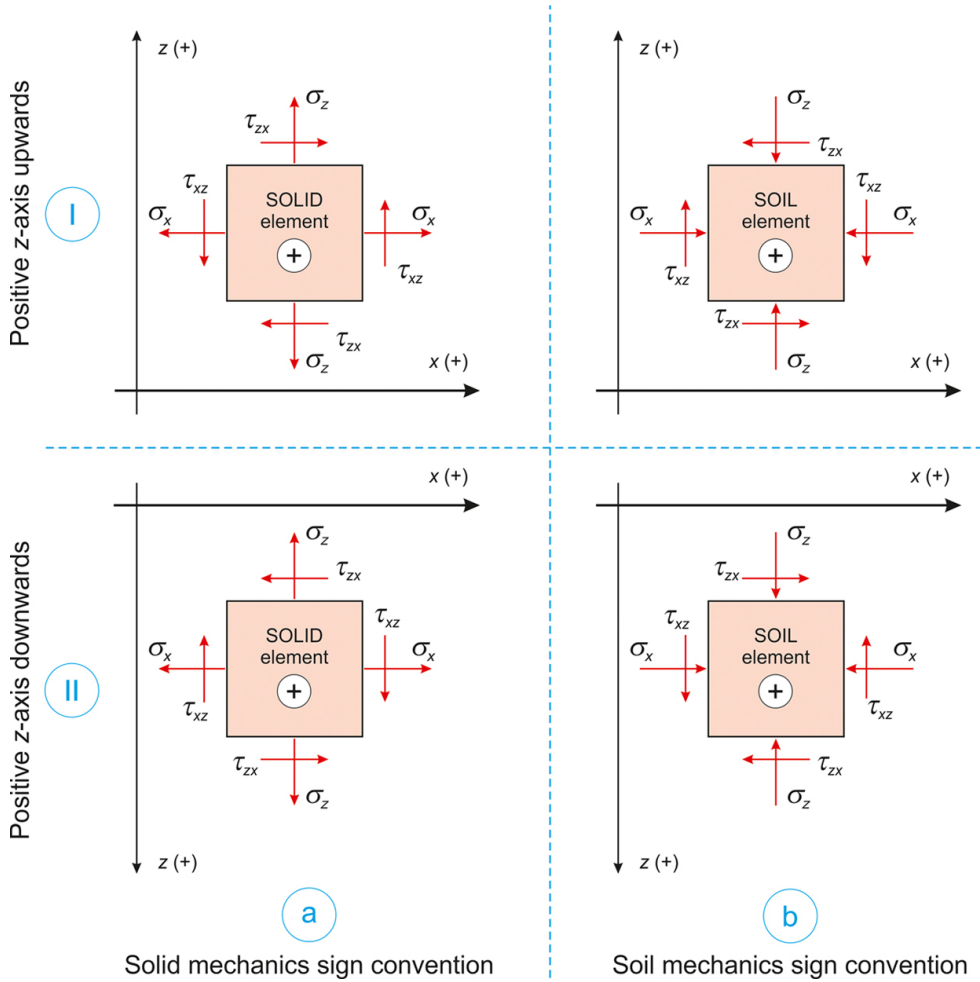 Positive z-axis upwards
I
z (+)
σz
τzx
τxz
σx
SOLID
element
+
σx
τxz
τzx
σz
x (+)
z (+)
σz
τzx
τxz
σx
SOIL
element
+
σx
τxz
τzx
σz
x (+)
Positive z-axis downwards
II
x (+)
σz
τzx
τxz
σx
SOLID
element
+
σx
τxz
τzx
σz
z (+)
x (+)
σz
τzx
τxz
σx
SOIL
element
+
σx
τxz
τzx
σz
z (+)
a
Solid mechanics sign convention
b
Soil mechanics sign convention